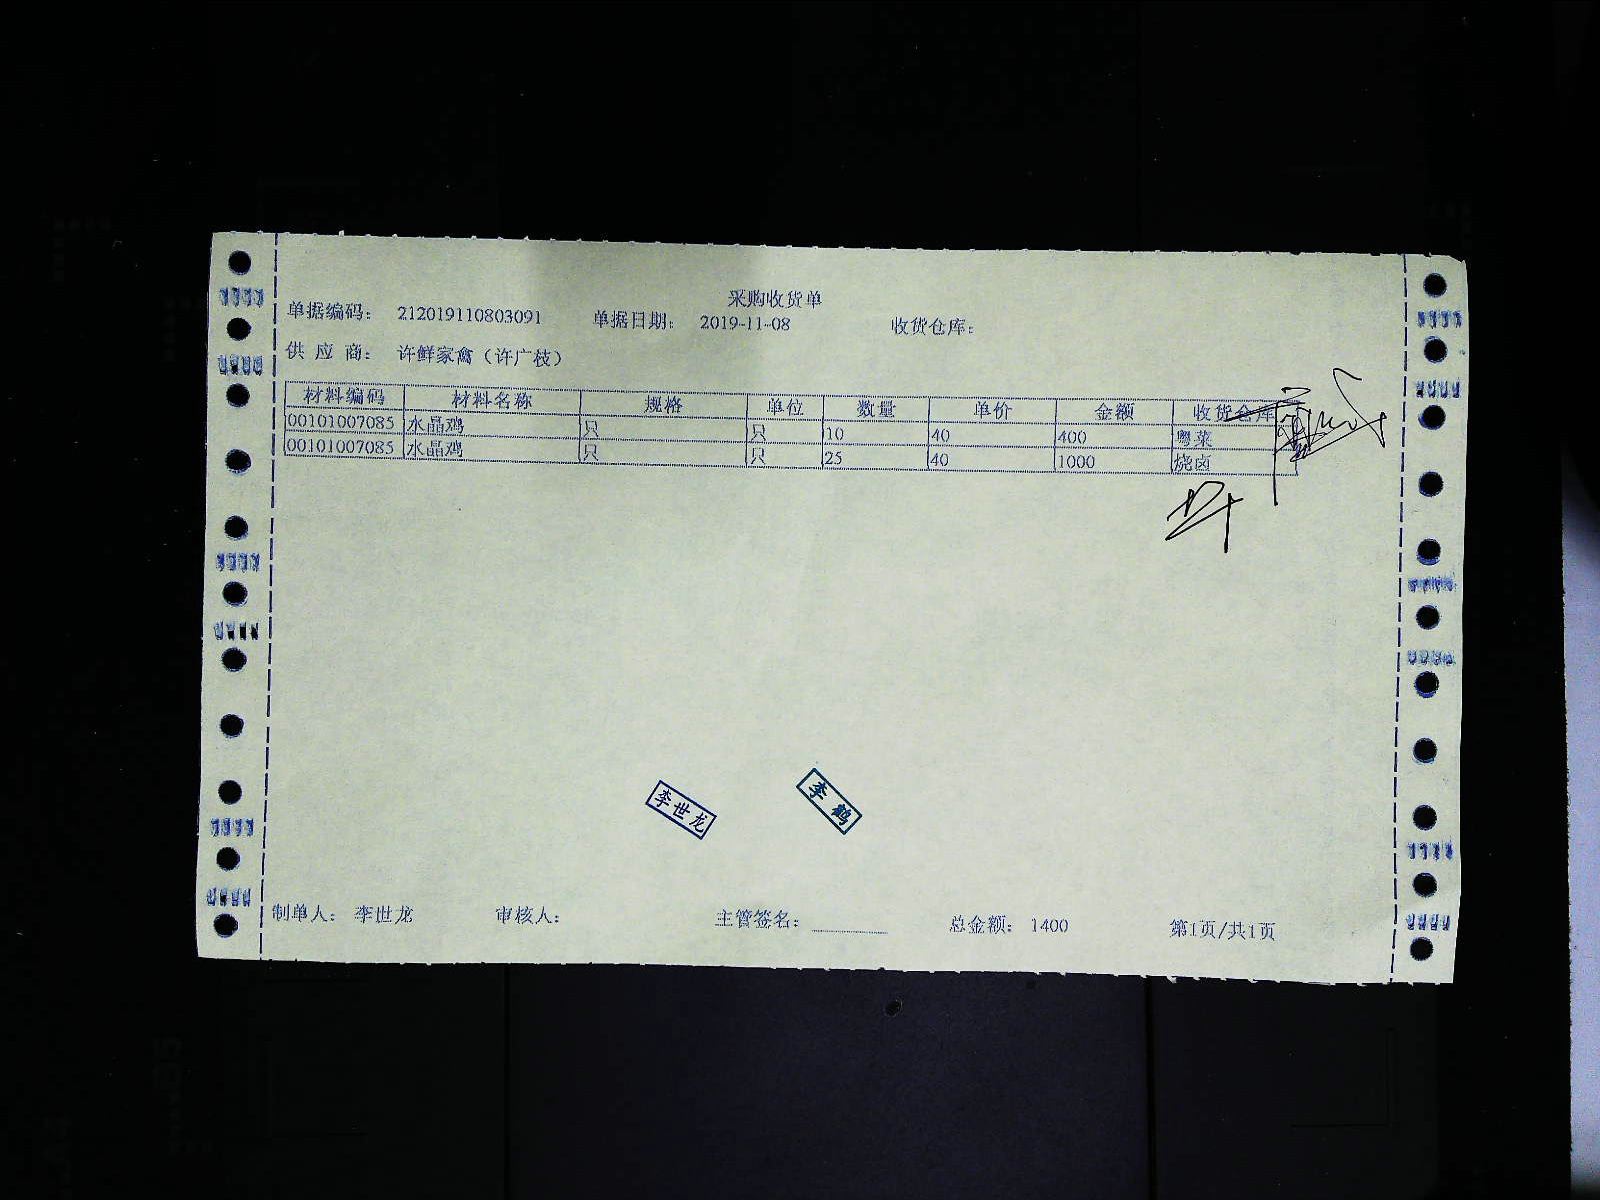 采购收货单
单据编码： 212019110803091 单据日期： 2019-11-08 收货仓库：
供 应 商： 许鲜家禽（许广枝）
材料编码 材料名称 规格 单位 数量 单价 金额 收货仓库
00101007085 水晶鸡 只 只 10 40 400 粤菜
00101007085 水晶鸡 只 只 25 40 1000 烧卤
李世龙 李鹤
制单人： 李世龙 审核人： 主管签名： 总金额： 1400 第1页/共1页